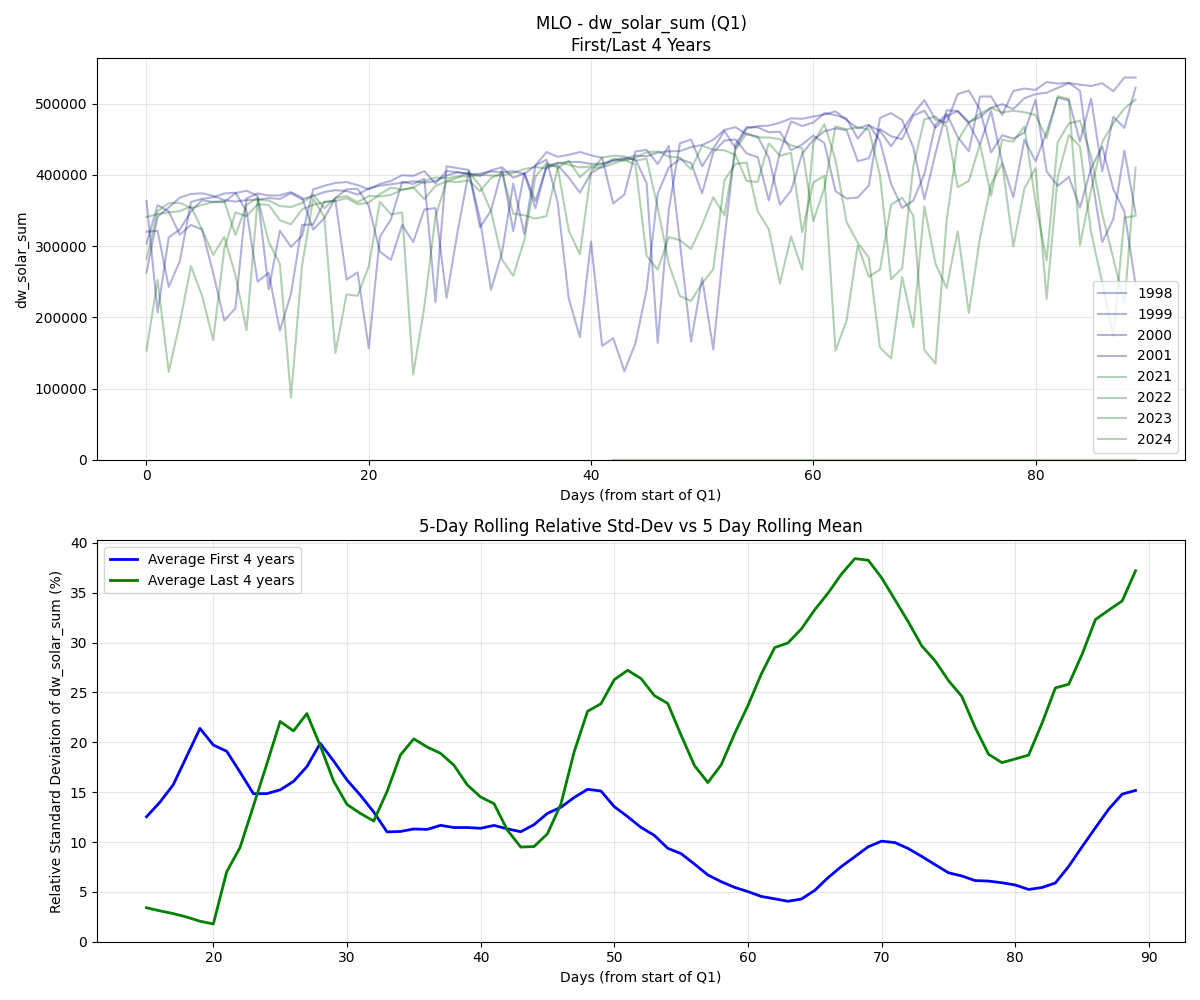 MLO - dw_solar_sum (Q1)
First/Last 4 Years
dw_solar_sum
500000
400000
300000
200000
100000
0
0 20 40 60 80
Days (from start of Q1)
1998
1999
2000
2001
2021
2022
2023
2024
5-Day Rolling Relative Std-Dev vs 5 Day Rolling Mean
Relative Standard Deviation of dw_solar_sum (%)
40
35
30
25
20
15
10
5
0
Average First 4 years
Average Last 4 years
20 30 40 50 60 70 80 90
Days (from start of Q1)